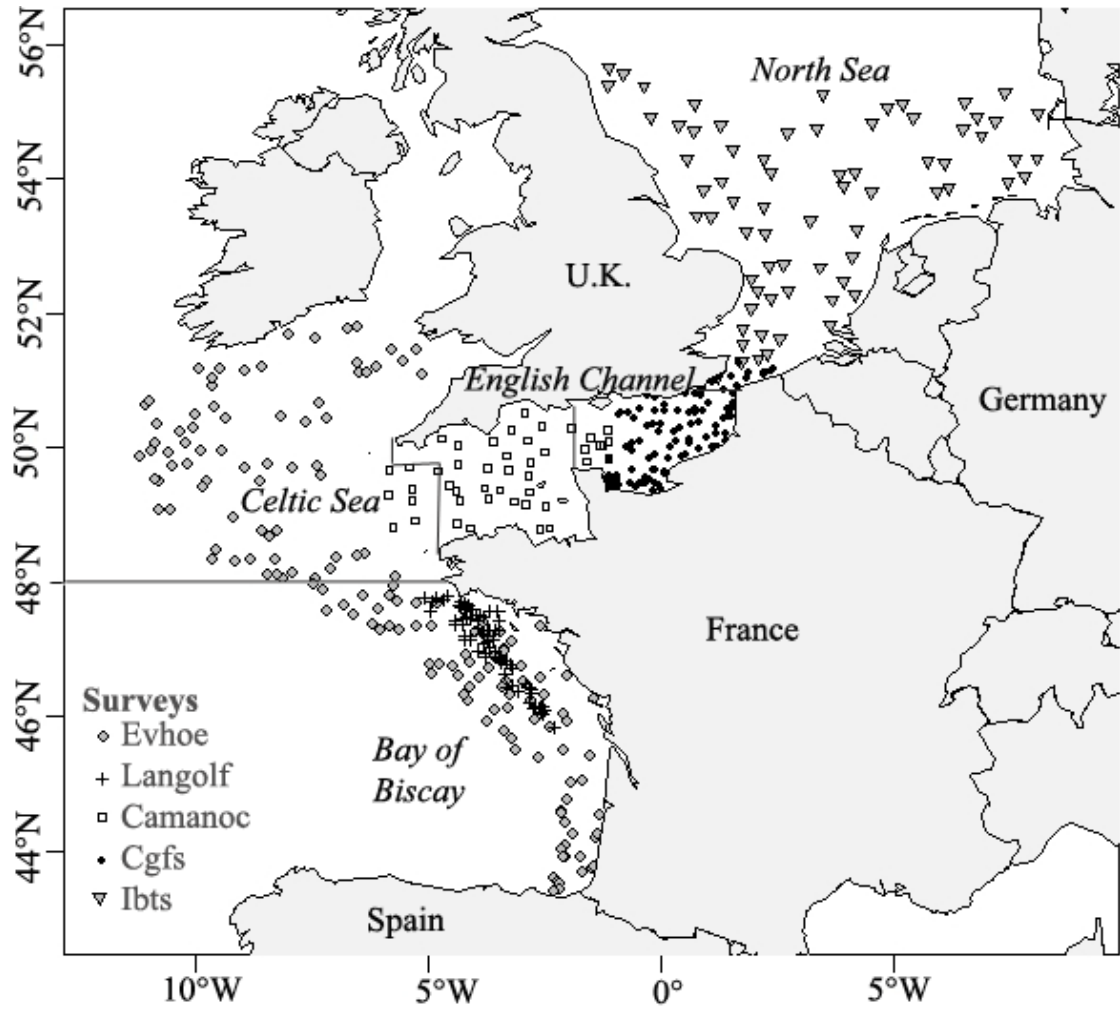 56°N
54°N
52°N
50°N
48°N
46°N
44°N
North Sea
U.K.
English Channel
Germany
Celtic Sea
France
Surveys
Evhoe
Langolf
Camanoc
Cgfs
Ibts
Bay of
Biscay
Spain
10°W
5°W
0°
5°W